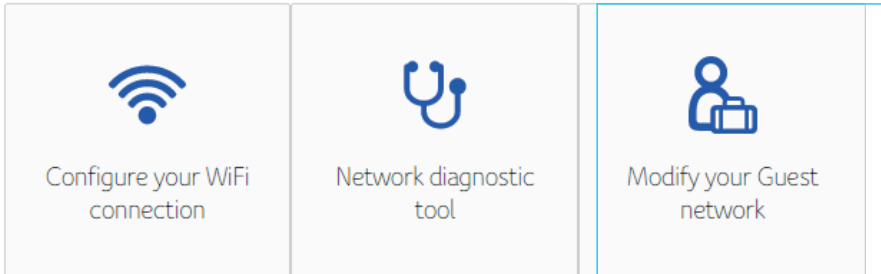 Configure your WiFi
connection
Network diagnostic
tool
Modify your Guest
network